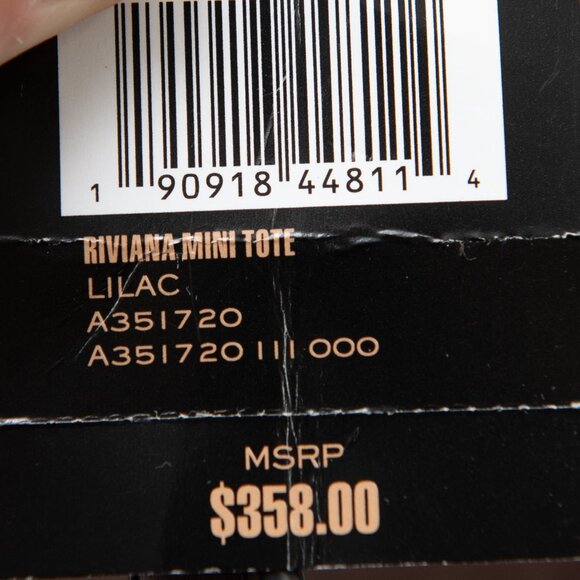 1 90918 44811 4
RIVIANA MINI TOTE
LILAC
A351720
A351720 111 000
MSRP
$358.00